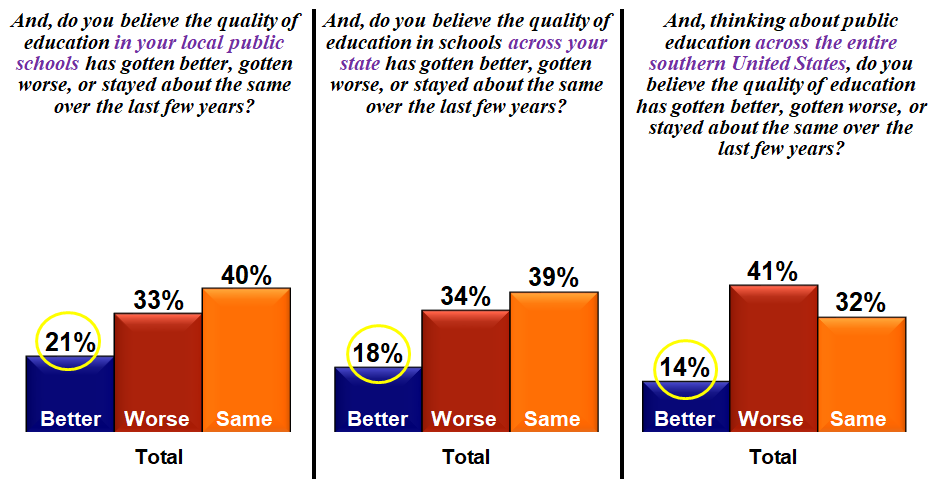 And, do you believe the quality of
education in your local public
schools has gotten better, gotten
worse, or stayed about the same
over the last few years?
21%
33%
40%
Better
Worse
Same
Total
And, do you believe the quality of
education in schools across your
state has gotten better, gotten
worse, or stayed about the same
over the last few years?
18%
34%
39%
Better
Worse
Same
Total
And, thinking about public
education across the entire
southern United States, do you
believe the quality of education
has gotten better, gotten worse, or
stayed about the same over the
last few years?
14%
41%
32%
Better
Worse
Same
Total